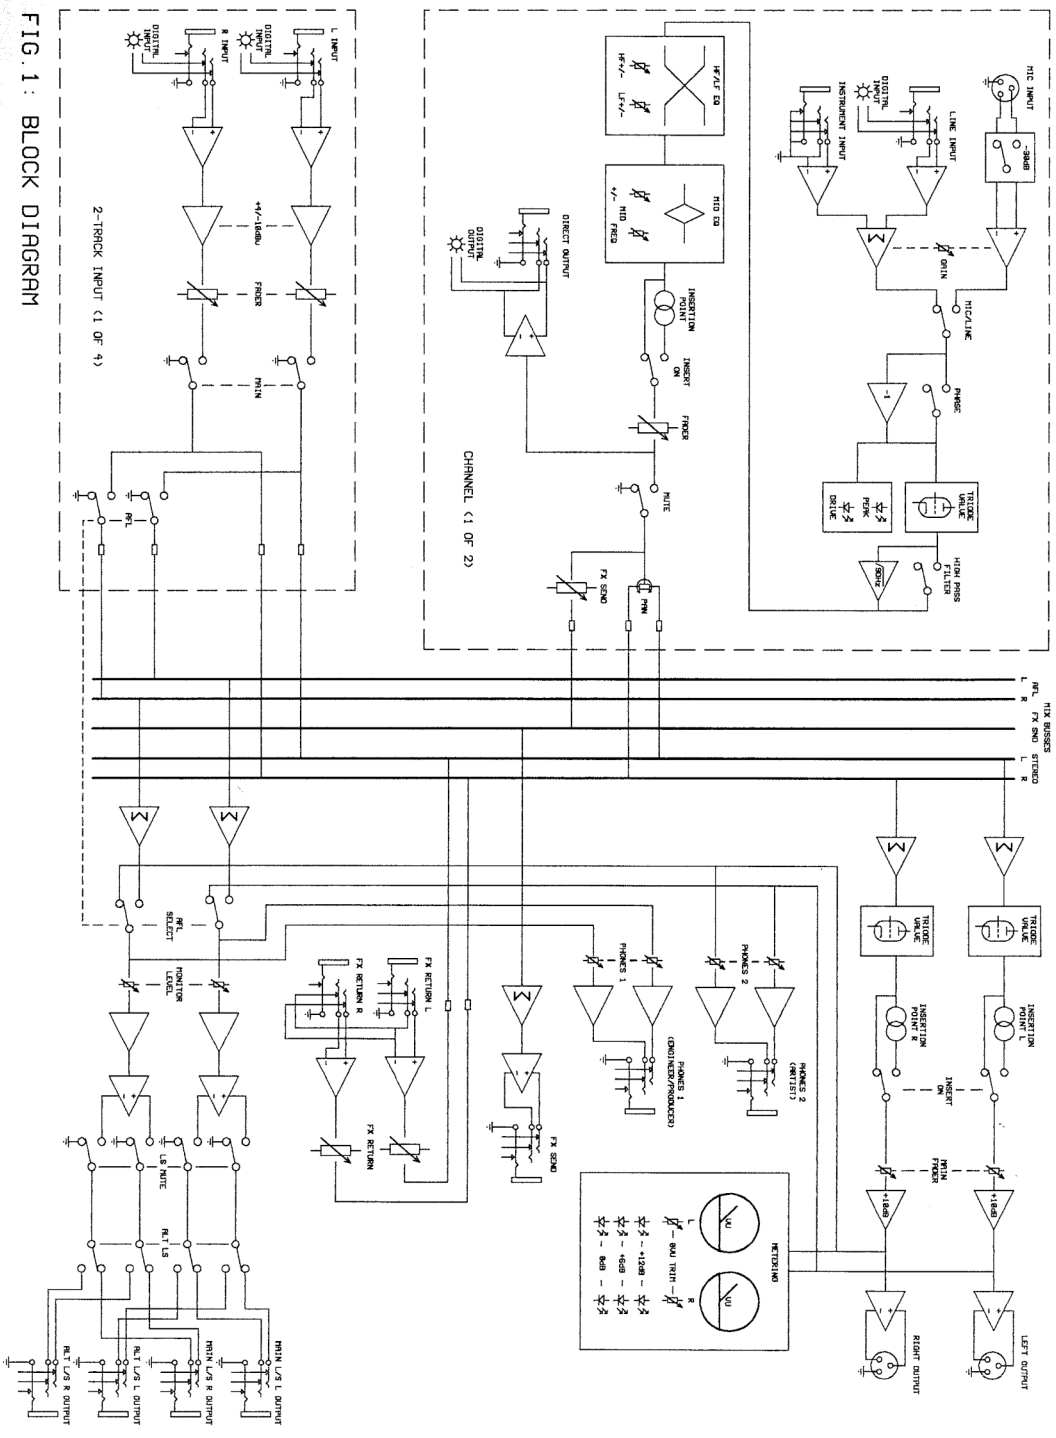 FIG.1: BLOCK DIAGRAM
MIC INPUT
-30dB
LINE INPUT
DIGITAL
INPUT
INSTRUMENT INPUT
+
-
Σ
GAIN
MIC/LINE
PHASE
-1
TRIODE
VALVE
PEAK
DRIVE
HIGH PASS
FILTER
90Hz
HF/LF EQ
HF+/-
LF+/-
MID EQ
+/-
MID
FREQ
INSERTION
POINT
INSERT
ON
FADER
DIRECT OUTPUT
DIGITAL
OUTPUT
MUTE
PAN
FX SEND
CHANNEL (1 OF 2)
L INPUT
DIGITAL
INPUT
R INPUT
DIGITAL
INPUT
+4/-10dBu
FADER
MAIN
AFL
2-TRACK INPUT (1 OF 4)
MIX BUSSES
AFL
L
R
FX SND
STEREO
L
R
TRIODE
VALVE
TRIODE
VALVE
INSERTION
POINT L
INSERTION
POINT R
INSERT
ON
MAIN
FADER
+10dB
+10dB
LEFT OUTPUT
RIGHT OUTPUT
METERING
VU
VU
L
R
0VU TRIM
+12dB
+6dB
0dB
PHONES 2
PHONES 2
(ARTIST)
PHONES 1
PHONES 1
(ENGINEER/PRODUCER)
FX SEND
FX RETURN L
FX RETURN R
FX RETURN
AFL
SELECT
MONITOR
LEVEL
LS MUTE
ALT LS
MAIN L/S L OUTPUT
MAIN L/S R OUTPUT
ALT L/S L OUTPUT
ALT L/S R OUTPUT